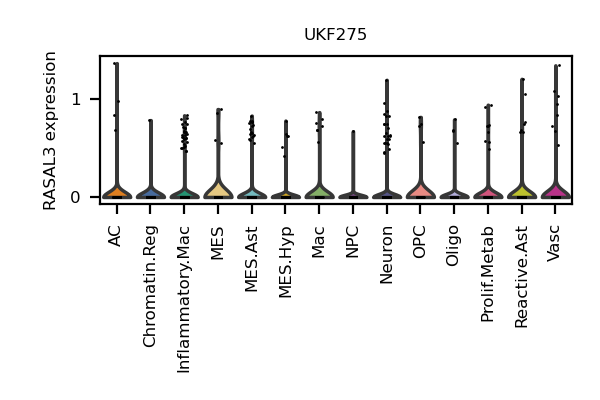 UKF275
RASAL3 expression
1
0
AC
Chromatin.Reg
Inflammatory.Mac
MES
MES.Ast
MES.Hyp
Mac
NPC
Neuron
OPC
Oligo
Prolif.Metab
Reactive.Ast
Vasc